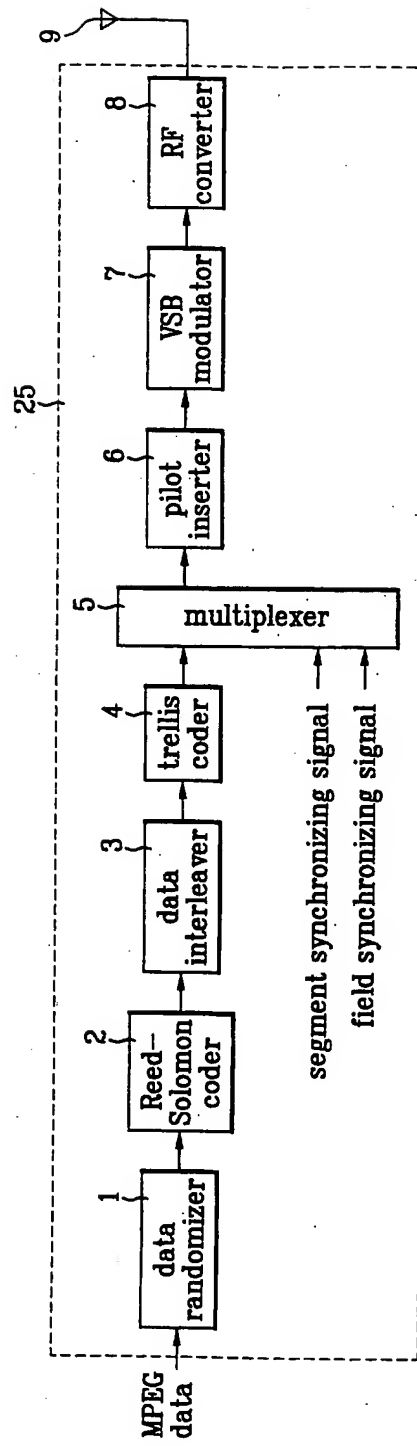 25
MPEG
data
1
data
randomizer
2
Reed-
Solomon
coder
3
data
interleaver
4
trellis
coder
5
multiplexer
segment synchronizing signal
field synchronizing signal
6
pilot
inserter
7
VSB
modulator
8
RF
converter
9